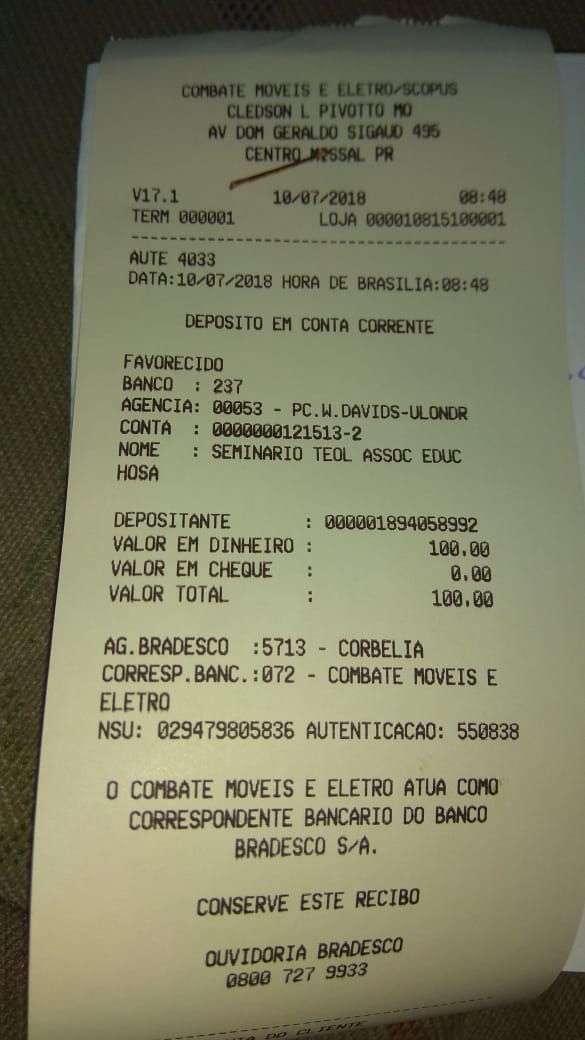 COMBATE MOVEIS E ELETRO/SCOPUS
CLEDSON L PIVOTTO MO
AV DOM GERALDO SIGAUD 495
CENTRO MISSAL PR
V17.1 10/07/2018 08:48
TERM 000001 LOJA 000010815100001
AUTE 4033
DATA:10/07/2018 HORA DE BRASILIA:08:48
DEPOSITO EM CONTA CORRENTE
FAVORECIDO
BANCO : 237
AGENCIA: 00053 - PC.W.DAVIDS-ULONDR
CONTA : 0000000121513-2
NOME : SEMINARIO TEOL ASSOC EDUC
HOSA
DEPOSITANTE : 000001894058992
VALOR EM DINHEIRO : 100.00
VALOR EM CHEQUE : 0.00
VALOR TOTAL : 100.00
AG.BRADESCO :5713 - CORBELIA
CORRESP.BANC.:072 - COMBATE MOVEIS E
ELETRO
NSU: 029479805836 AUTENTICACAO: 550838
O COMBATE MOVEIS E ELETRO ATUA COMO
CORRESPONDENTE BANCARIO DO BANCO
BRADESCO S/A.
CONSERVE ESTE RECIBO
OUVIDORIA BRADESCO
0800 727 9933
DO CLIENTE